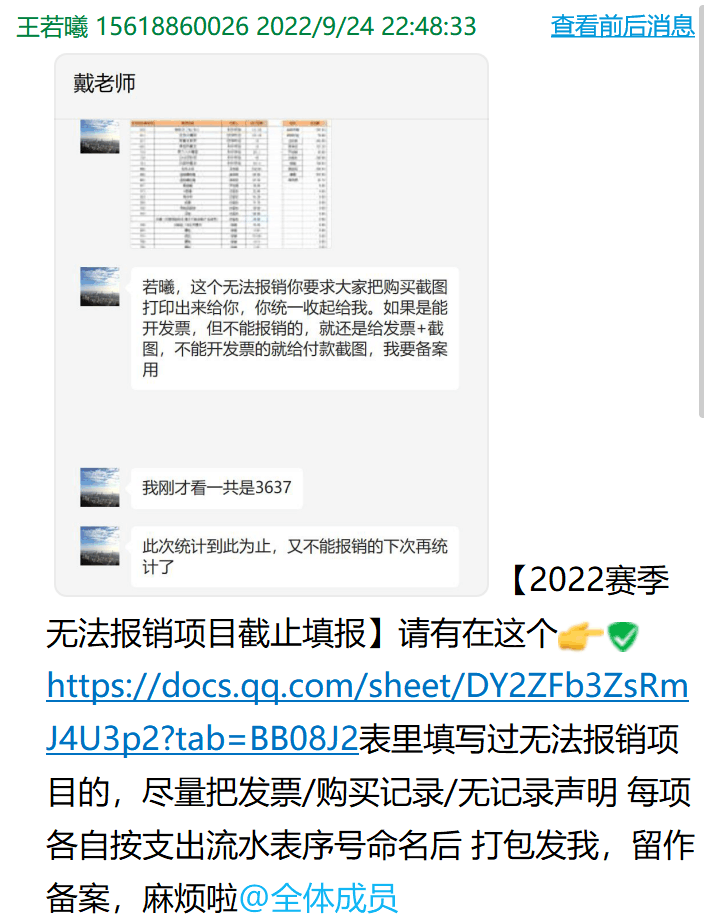 王若曦 15618860026 2022/9/24 22:48:33
查看前后消息
戴老师
若曦，这个无法报销你要求大家把购买截图
打印出来给你，你统一收起给我。如果是能
开发票，但不能报销的，就还是给发票+截
图，不能开发票的就给付款截图，我要备案
用
我刚才看一共是3637
此次统计到此为止，又不能报销的下次再统
计了
【2022赛季
无法报销项目截止填报】请有在这个👉✅
https://docs.qq.com/sheet/DY2ZFb3ZsRm
J4U3p2?tab=BB08J2表里填写过无法报销项
目的，尽量把发票/购买记录/无记录声明 每项
各自按支出流水表序号命名后 打包发我，留作
备案，麻烦啦@全体成员